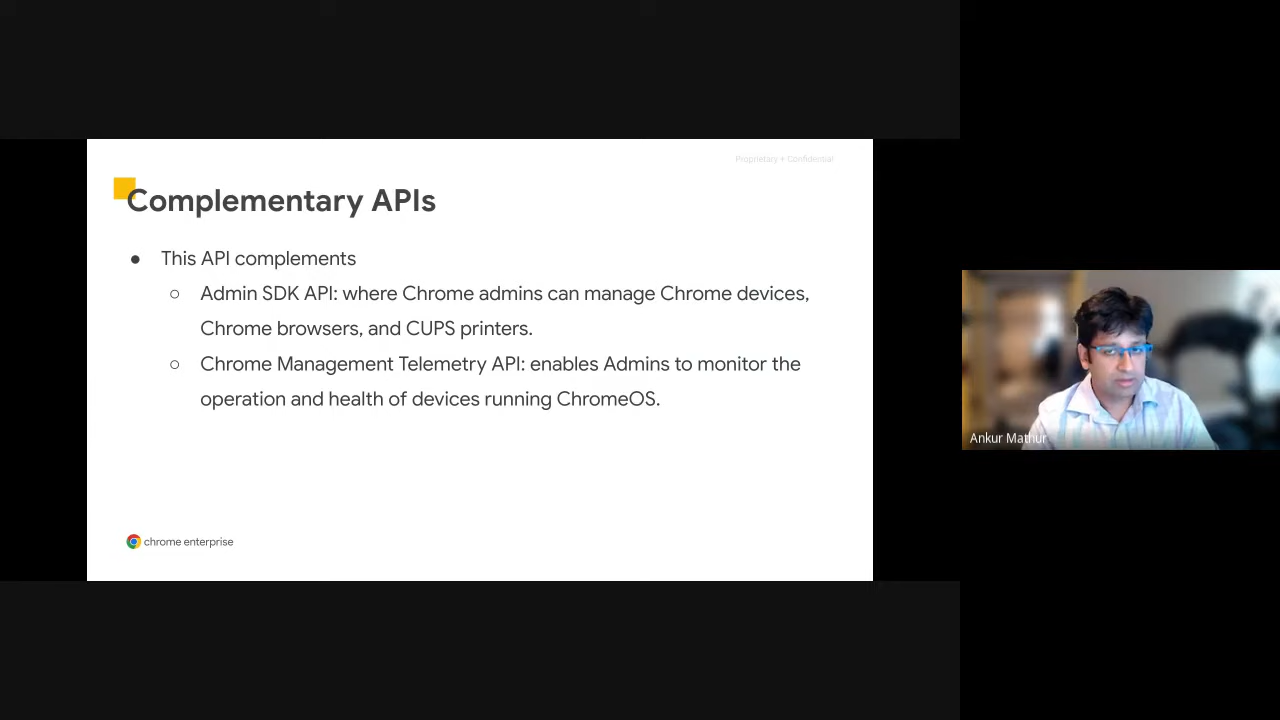 Proprietary + Confidential
Complementary APIs
● This API complements
○ Admin SDK API: where Chrome admins can manage Chrome devices,
Chrome browsers, and CUPS printers.
○ Chrome Management Telemetry API: enables Admins to monitor the
operation and health of devices running ChromeOS.
chrome enterprise
Ankur Mathur